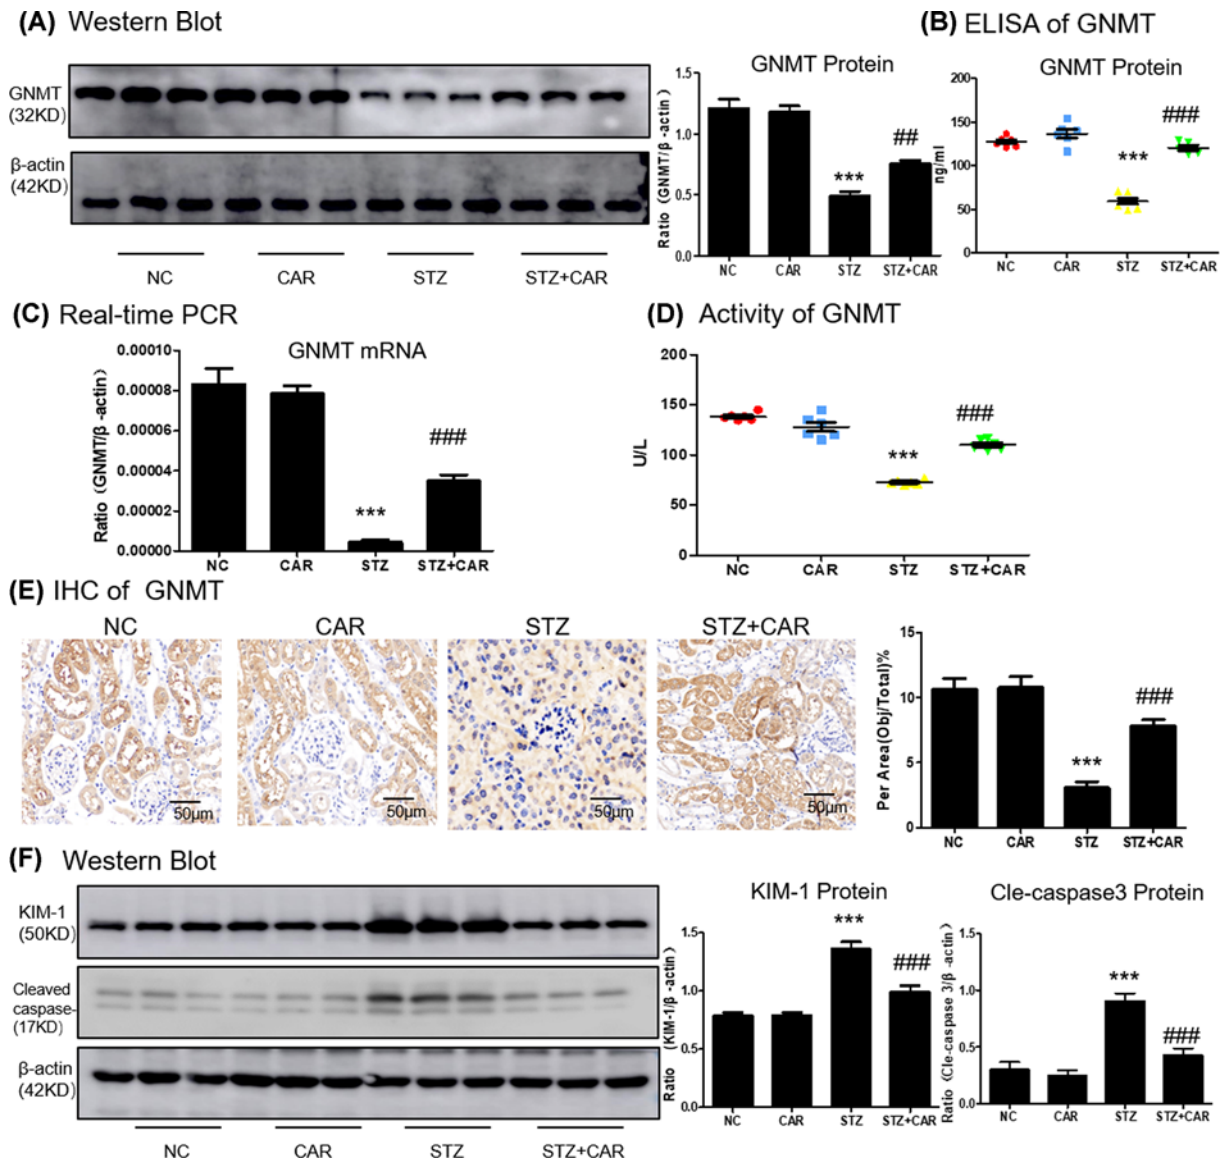 (A) Western Blot
GNMT
(32KD)
β-actin
(42KD)
NC CAR STZ STZ+CAR
GNMT Protein
Ratio (GNMT/β-actin)
1.5
1.0
0.5
0.0
***
##
NC CAR STZ STZ+CAR
(B) ELISA of GNMT
GNMT Protein
ng/ml
200
150
100
50
0
***
###
NC CAR STZ STZ+CAR
(C) Real-time PCR
GNMT mRNA
Ratio (GNMT/β-actin)
0.00010
0.00008
0.00006
0.00004
0.00002
0.00000
***
###
NC CAR STZ STZ+CAR
(D) Activity of GNMT
U/L
200
150
100
50
0
***
###
NC CAR STZ STZ+CAR
(E) IHC of GNMT
NC CAR STZ STZ+CAR
50μm 50μm 50μm 50μm
Per Area(Obj/Total)%
15
10
5
0
***
###
NC CAR STZ STZ+CAR
(F) Western Blot
KIM-1
(50KD)
Cleaved
caspase-
(17KD)
β-actin
(42KD)
NC CAR STZ STZ+CAR
KIM-1 Protein
Ratio (KIM-1/β-actin)
1.5
1.0
0.5
0.0
***
###
NC CAR STZ STZ+CAR
Cle-caspase3 Protein
Ratio (Cle-caspase 3/β-actin)
1.5
1.0
0.5
0.0
***
###
NC CAR STZ STZ+CAR